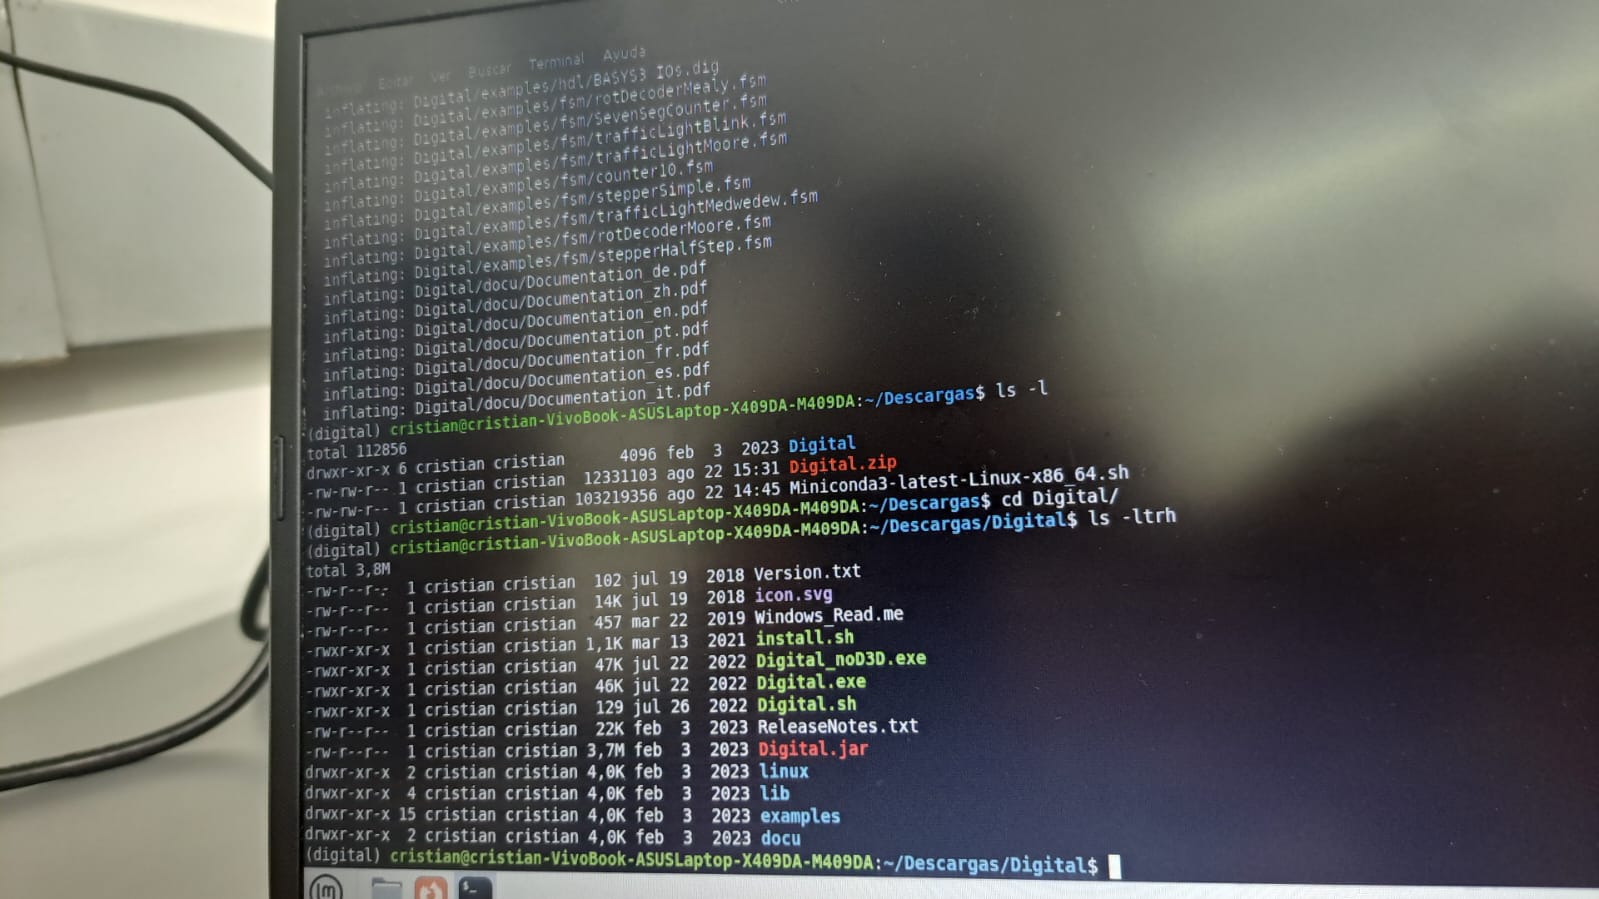 Archivo Editar Ver Buscar Terminal Ayuda
inflating: Digital/examples/hdl/BASYS3 IOs.dig
inflating: Digital/examples/fsm/rotDecoderMealy.fsm
inflating: Digital/examples/fsm/SevenSegCounter.fsm
inflating: Digital/examples/fsm/trafficLightBlink.fsm
inflating: Digital/examples/fsm/trafficLightMoore.fsm
inflating: Digital/examples/fsm/counter10.fsm
inflating: Digital/examples/fsm/stepperSimple.fsm
inflating: Digital/examples/fsm/trafficLightMedwedew.fsm
inflating: Digital/examples/fsm/rotDecoderMoore.fsm
inflating: Digital/examples/fsm/stepperHalfStep.fsm
inflating: Digital/docu/Documentation_de.pdf
inflating: Digital/docu/Documentation_zh.pdf
inflating: Digital/docu/Documentation_en.pdf
inflating: Digital/docu/Documentation_pt.pdf
inflating: Digital/docu/Documentation_fr.pdf
inflating: Digital/docu/Documentation_es.pdf
inflating: Digital/docu/Documentation_it.pdf
(digital) cristian@cristian-VivoBook-ASUSLaptop-X409DA-M409DA:~/Descargas$ ls -l
total 112856
drwxr-xr-x 6 cristian cristian 4096 feb 3 2023 Digital
-rw-rw-r-- 1 cristian cristian 12331103 ago 22 15:31 Digital.zip
-rw-rw-r-- 1 cristian cristian 103219356 ago 22 14:45 Miniconda3-latest-Linux-x86_64.sh
(digital) cristian@cristian-VivoBook-ASUSLaptop-X409DA-M409DA:~/Descargas$ cd Digital/
(digital) cristian@cristian-VivoBook-ASUSLaptop-X409DA-M409DA:~/Descargas/Digital$ ls -ltrh
total 3,8M
-rw-r--r-- 1 cristian cristian 102 jul 19 2018 Version.txt
-rw-r--r-- 1 cristian cristian 14K jul 19 2018 icon.svg
-rw-r--r-- 1 cristian cristian 457 mar 22 2019 Windows_Read.me
-rwxr-xr-x 1 cristian cristian 1,1K mar 13 2021 install.sh
-rwxr-xr-x 1 cristian cristian 47K jul 22 2022 Digital_noD3D.exe
-rwxr-xr-x 1 cristian cristian 46K jul 22 2022 Digital.exe
-rwxr-xr-x 1 cristian cristian 129 jul 26 2022 Digital.sh
-rw-r--r-- 1 cristian cristian 22K feb 3 2023 ReleaseNotes.txt
-rw-r--r-- 1 cristian cristian 3,7M feb 3 2023 Digital.jar
drwxr-xr-x 2 cristian cristian 4,0K feb 3 2023 linux
drwxr-xr-x 4 cristian cristian 4,0K feb 3 2023 lib
drwxr-xr-x 15 cristian cristian 4,0K feb 3 2023 examples
drwxr-xr-x 2 cristian cristian 4,0K feb 3 2023 docu
(digital) cristian@cristian-VivoBook-ASUSLaptop-X409DA-M409DA:~/Descargas/Digital$